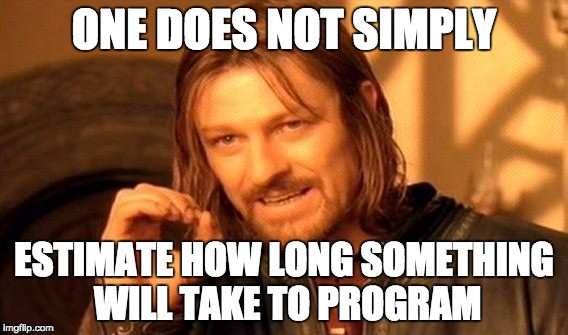 ONE DOES NOT SIMPLY
ESTIMATE HOW LONG SOMETHING
WILL TAKE TO PROGRAM
imgflip.com